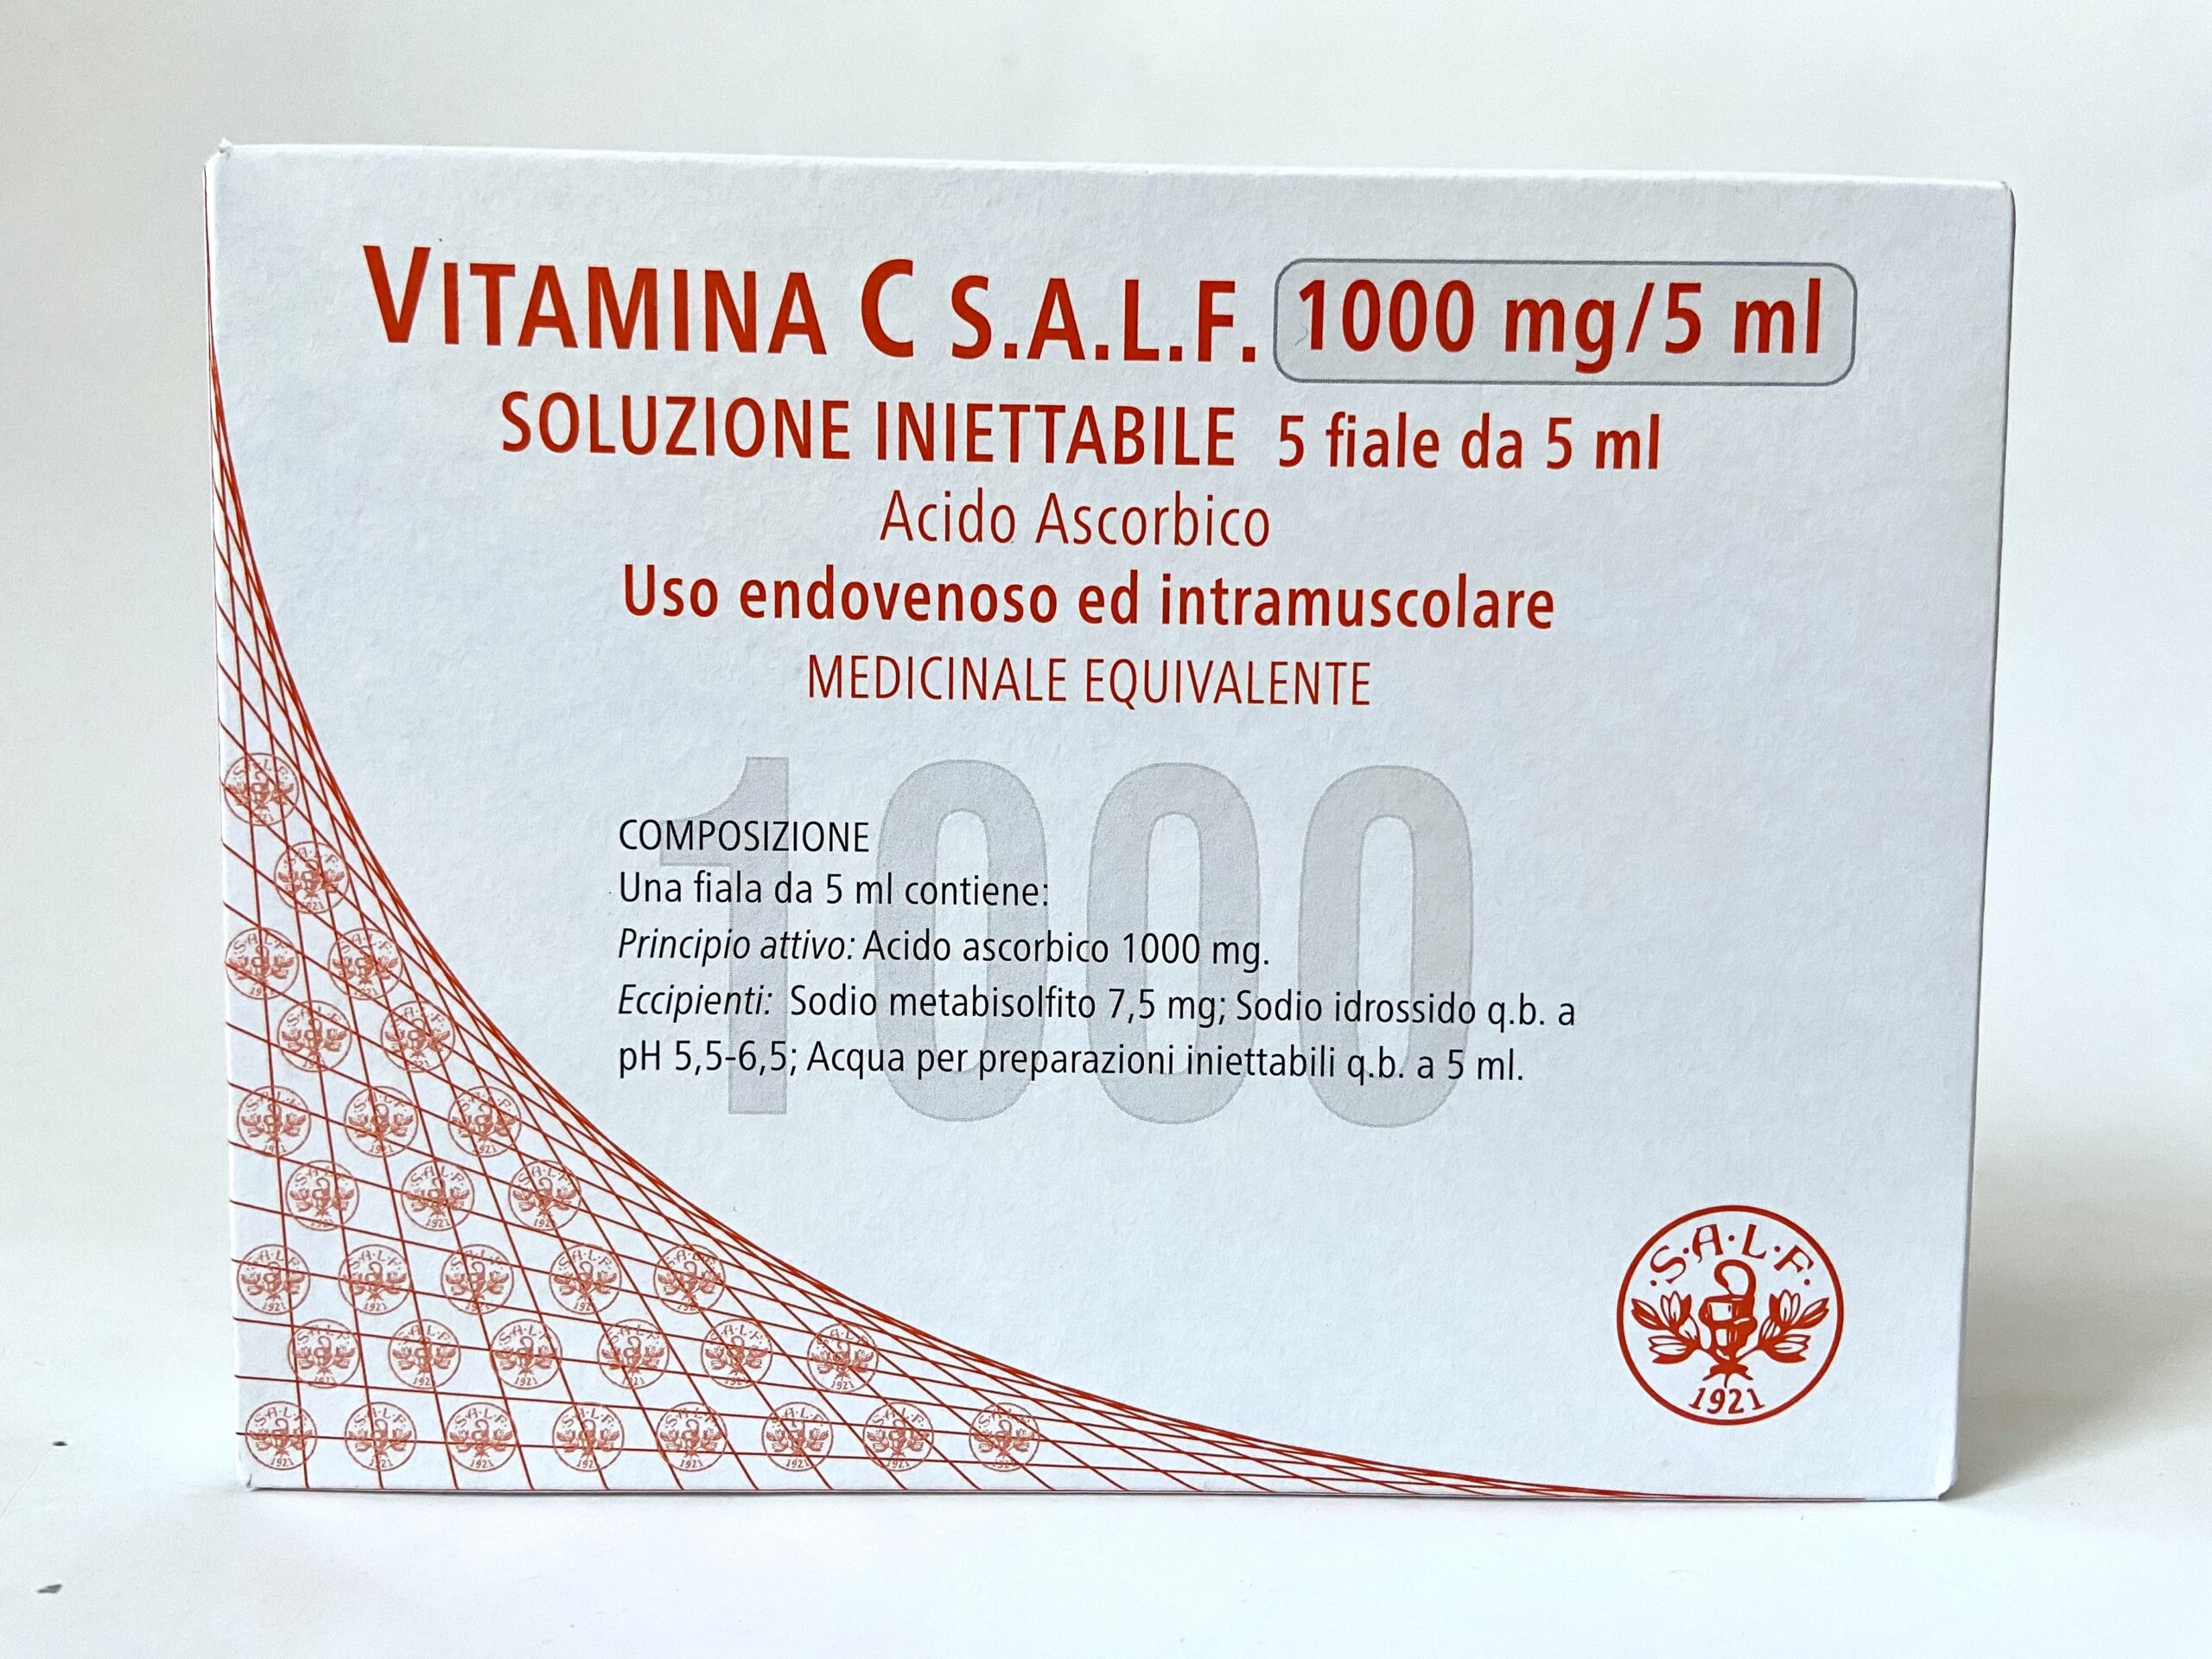 VITAMINA C S.A.L.F. 1000 mg/5 ml
SOLUZIONE INIETTABILE 5 fiale da 5 ml
Acido Ascorbico
Uso endovenoso ed intramuscolare
MEDICINALE EQUIVALENTE
1000
COMPOSIZIONE
Una fiala da 5 ml contiene:
Principio attivo: Acido ascorbico 1000 mg.
Eccipienti: Sodio metabisolfito 7,5 mg; Sodio idrossido q.b. a
pH 5,5-6,5; Acqua per preparazioni iniettabili q.b. a 5 ml.
·S·A·L·F·
1921